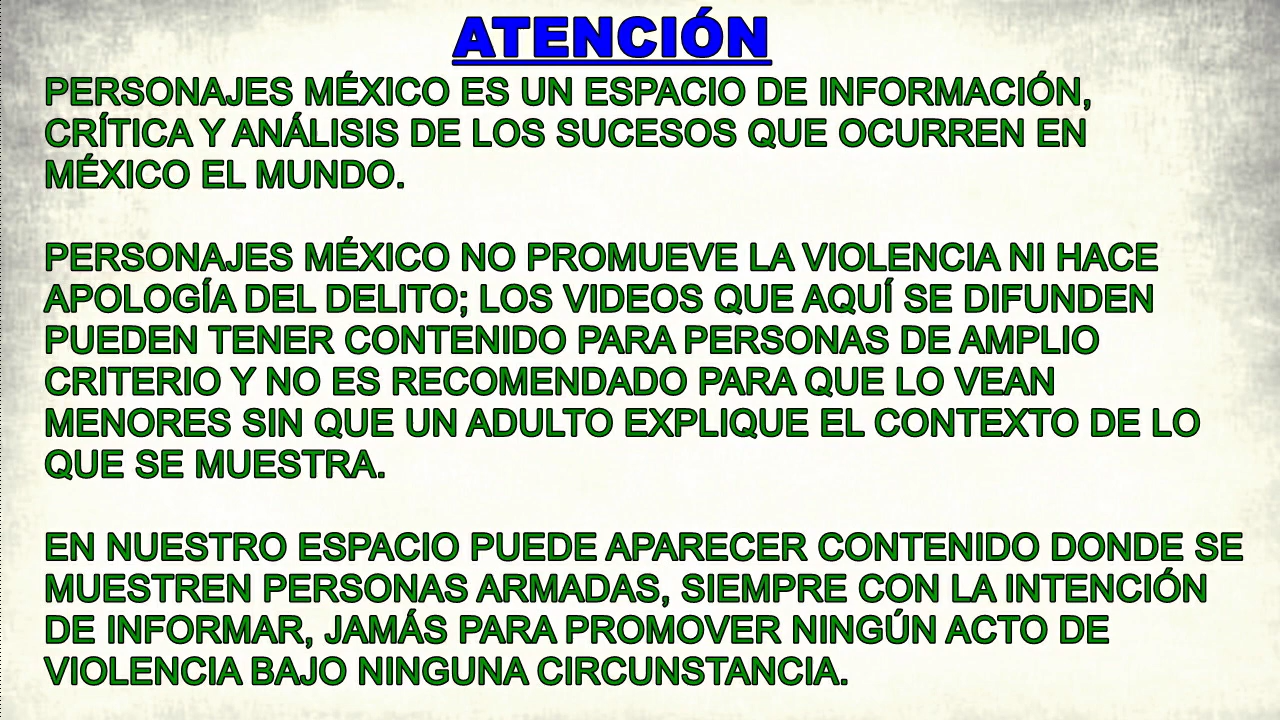 ATENCIÓN
PERSONAJES MÉXICO ES UN ESPACIO DE INFORMACIÓN,
CRÍTICA Y ANÁLISIS DE LOS SUCESOS QUE OCURREN EN
MÉXICO EL MUNDO.
PERSONAJES MÉXICO NO PROMUEVE LA VIOLENCIA NI HACE
APOLOGÍA DEL DELITO; LOS VIDEOS QUE AQUÍ SE DIFUNDEN
PUEDEN TENER CONTENIDO PARA PERSONAS DE AMPLIO
CRITERIO Y NO ES RECOMENDADO PARA QUE LO VEAN
MENORES SIN QUE UN ADULTO EXPLIQUE EL CONTEXTO DE LO
QUE SE MUESTRA.
EN NUESTRO ESPACIO PUEDE APARECER CONTENIDO DONDE SE
MUESTREN PERSONAS ARMADAS, SIEMPRE CON LA INTENCIÓN
DE INFORMAR, JAMÁS PARA PROMOVER NINGÚN ACTO DE
VIOLENCIA BAJO NINGUNA CIRCUNSTANCIA.